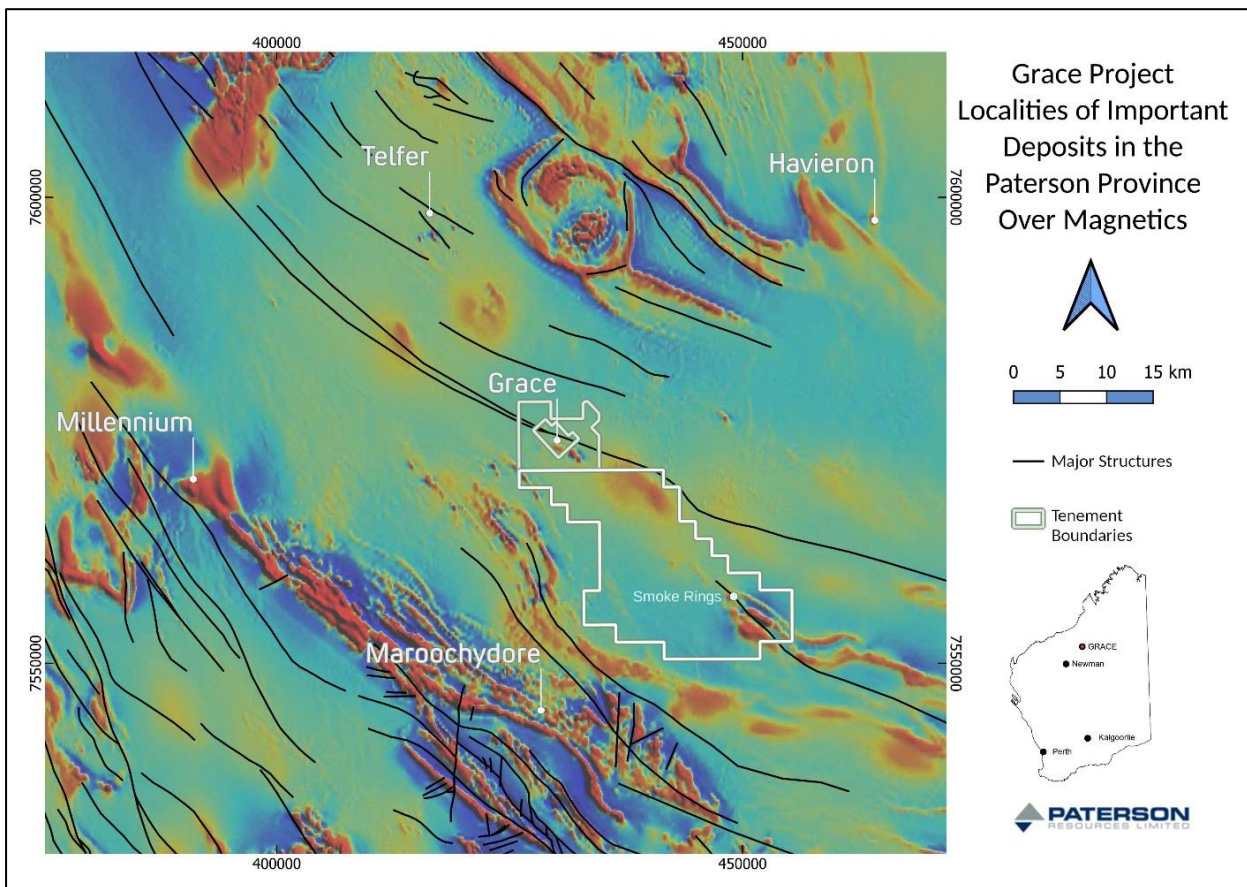 400000
450000
Grace Project
Localities of Important
Deposits in the
Paterson Province
Over Magnetics
Telfer
Havieron
7600000
7600000
0 5 10 15 km
Grace
Millennium
Major Structures
Tenement
Boundaries
Smoke Rings
GRACE
Newman
Maroochydore
7550000
7550000
Kalgoorlie
Perth
PATERSON
RESOURCES LIMITED
400000
450000